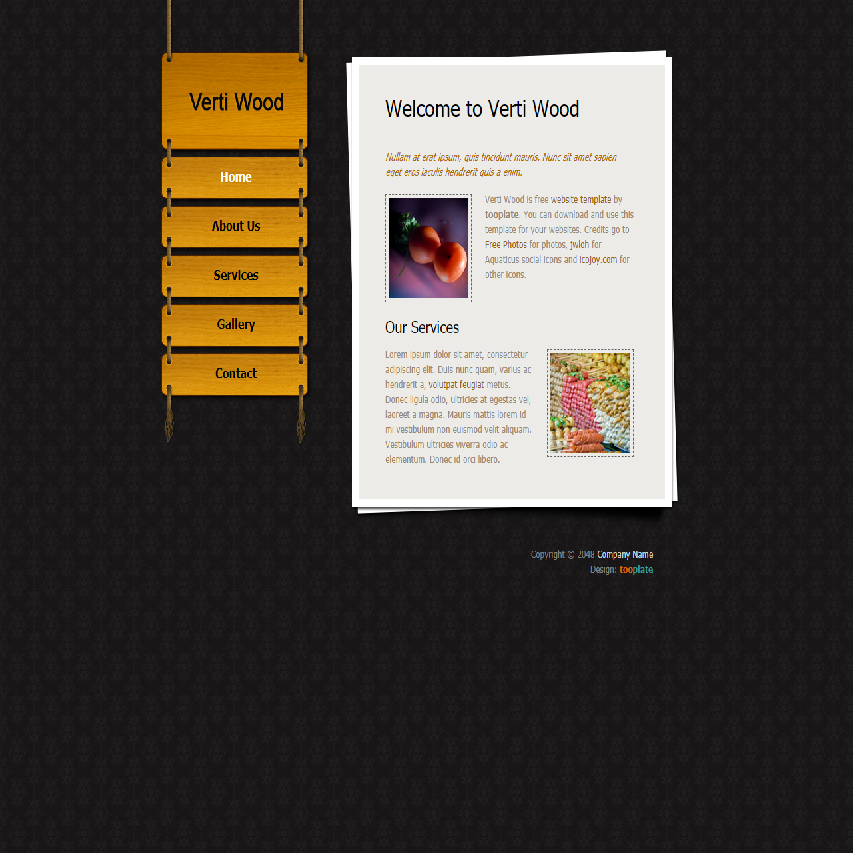 Verti Wood
Home
About Us
Services
Gallery
Contact
Welcome to Verti Wood
Nullam at erat ipsum, quis tincidunt mauris. Nunc sit amet sapien
eget eros iaculis hendrerit quis a enim.
Verti Wood is free website template by
tooplate. You can download and use this
template for your websites. Credits go to
Free Photos for photos, jwloh for
Aquaticus social icons and icojoy.com for
other icons.
Our Services
Lorem ipsum dolor sit amet, consectetur
adipiscing elit. Duis nunc quam, varius ac
hendrerit a, volutpat feugiat metus.
Donec ligula odio, ultricies at egestas vel,
laoreet a magna. Mauris mattis lorem id
mi vestibulum non euismod velit aliquam.
Vestibulum ultricies viverra odio ac
elementum. Donec id orci libero.
Copyright © 2048 Company Name
Design: tooplate